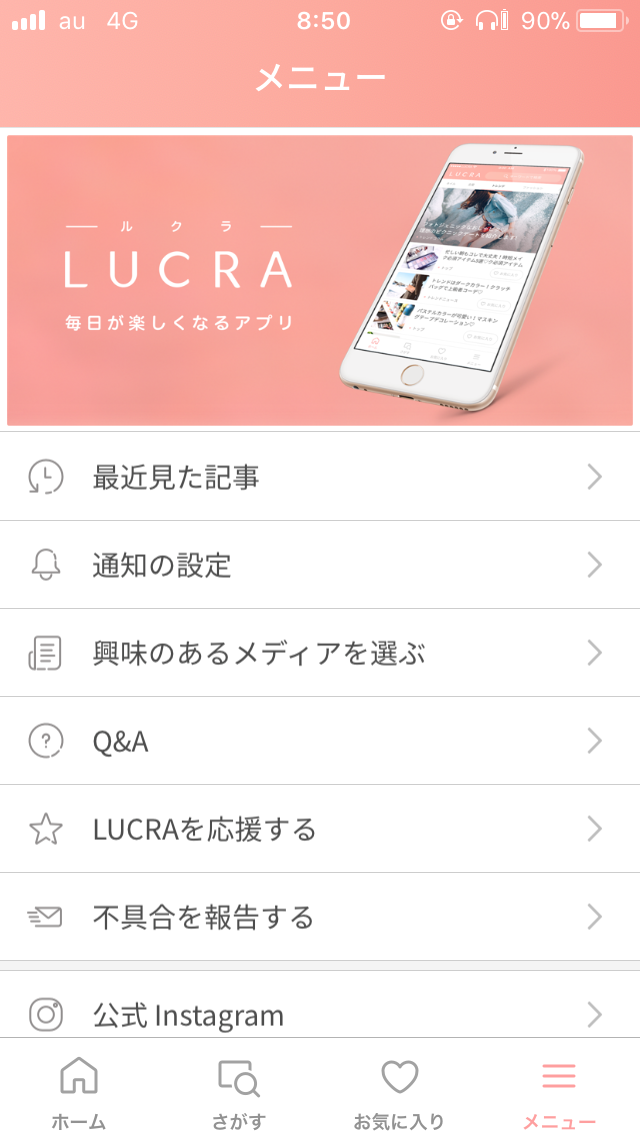 au 4G 8:50 90%
メニュー
ルクラ
LUCRA
毎日が楽しくなるアプリ
LUCRA
最近見た記事
通知の設定
興味のあるメディアを選ぶ
Q&A
LUCRAを応援する
不具合を報告する
公式 Instagram
ホーム さがす お気に入り メニュー